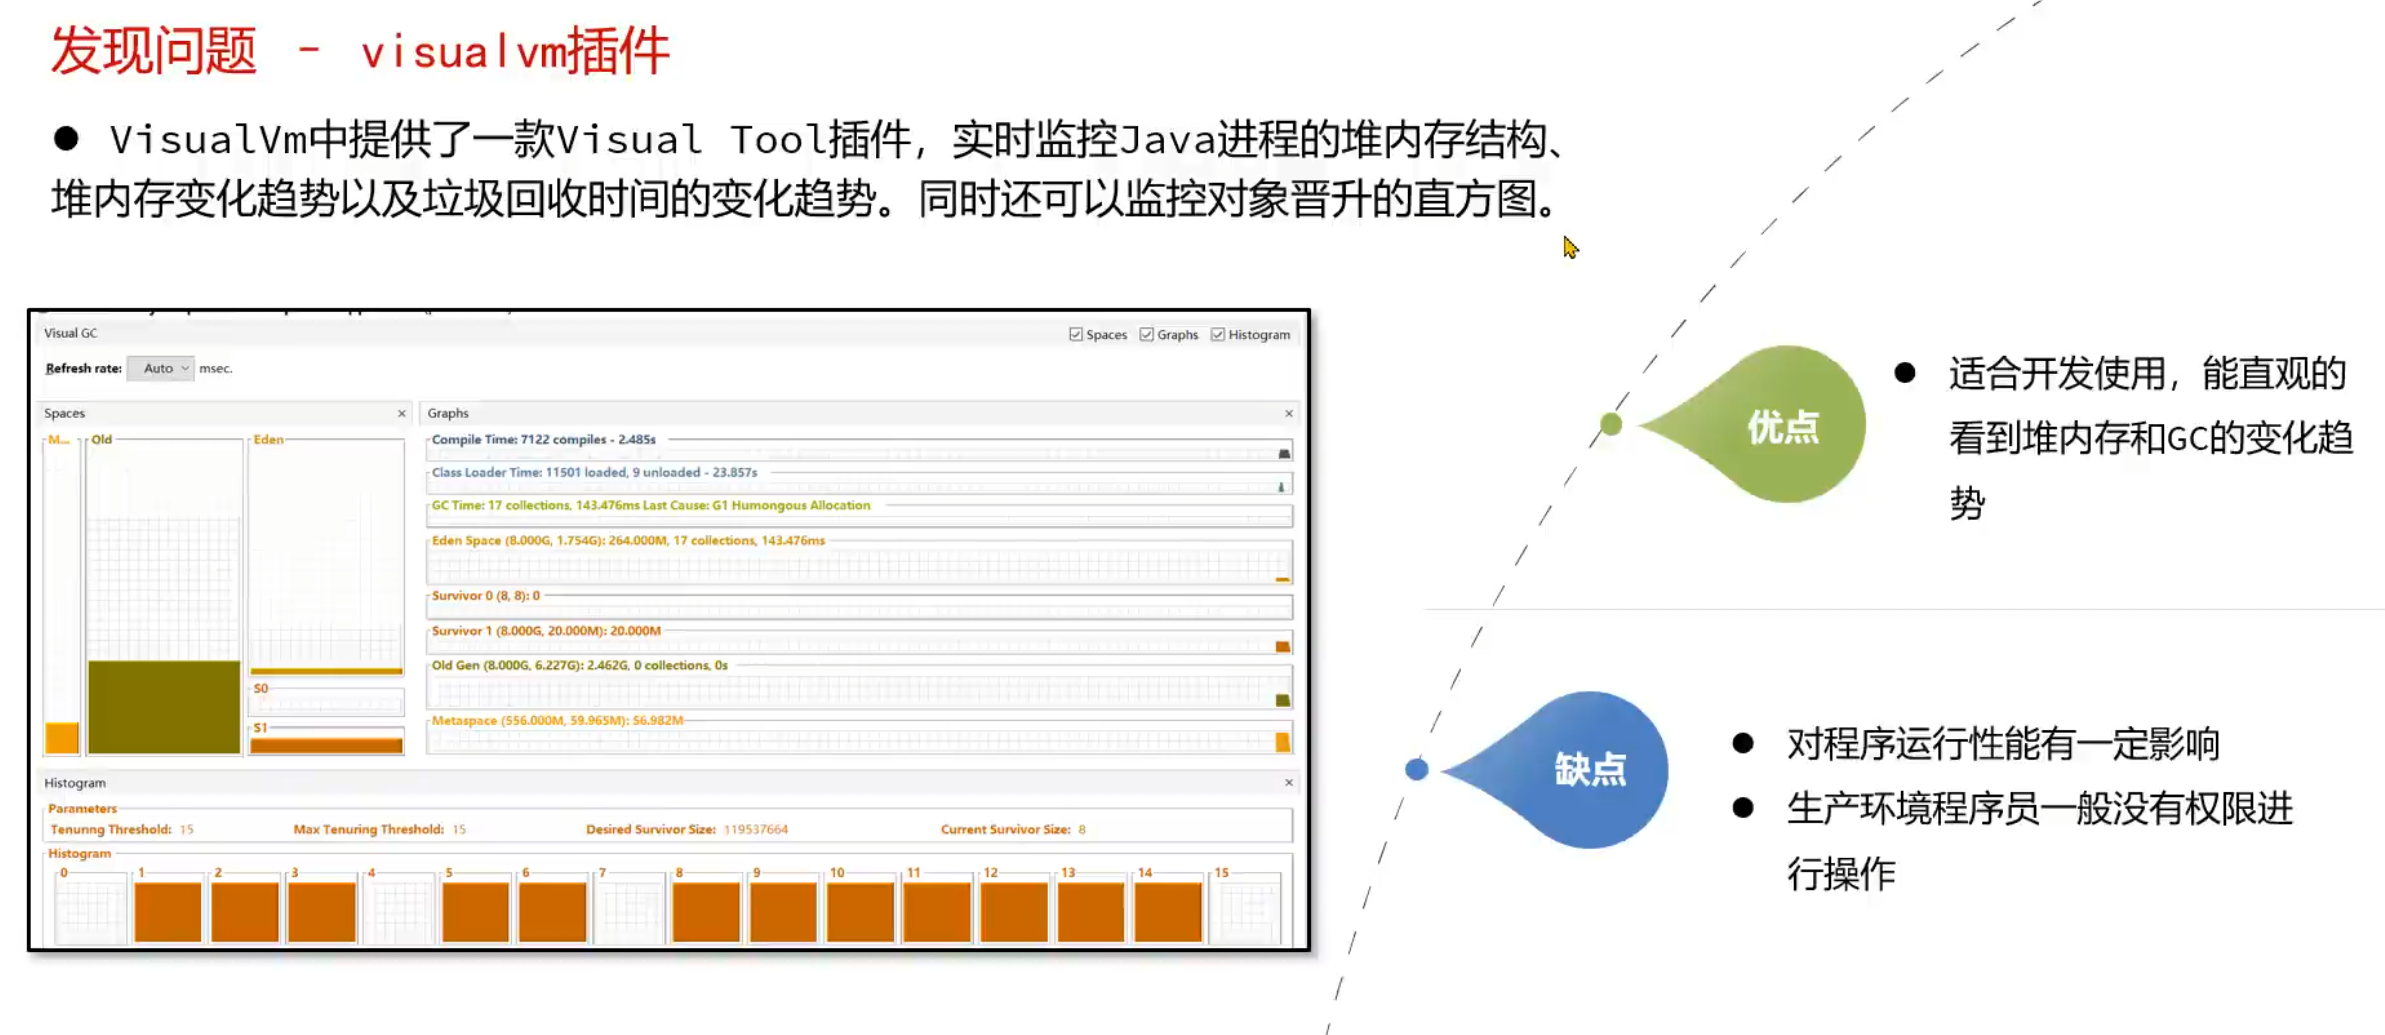 发现问题 - visualvm插件
● VisualVm中提供了一款Visual Tool插件，实时监控Java进程的堆内存结构、
堆内存变化趋势以及垃圾回收时间的变化趋势。同时还可以监控对象晋升的直方图。
Visual GC
Spaces Graphs Histogram
Refresh rate: Auto msec.
Spaces
M...
Old
Eden
S0
S1
Graphs
Compile Time: 7122 compiles - 2.485s
Class Loader Time: 11501 loaded, 9 unloaded - 23.857s
GC Time: 17 collections, 143.476ms Last Cause: G1 Humongous Allocation
Eden Space (8.000G, 1.754G): 264.000M, 17 collections, 143.476ms
Survivor 0 (8, 8): 0
Survivor 1 (8.000G, 20.000M): 20.000M
Old Gen (8.000G, 6.227G): 2.462G, 0 collections, 0s
Metaspace (556.000M, 59.965M): 56.982M
Histogram
Parameters
Tenurng Threshold: 15 Max Tenuring Threshold: 15 Desired Survivor Size: 119537664 Current Survivor Size: 8
Histogram
0 1 2 3 4 5 6 7 8 9 10 11 12 13 14 15
优点
● 适合开发使用，能直观的
看到堆内存和GC的变化趋
势
缺点
● 对程序运行性能有一定影响
● 生产环境程序员一般没有权限进
行操作